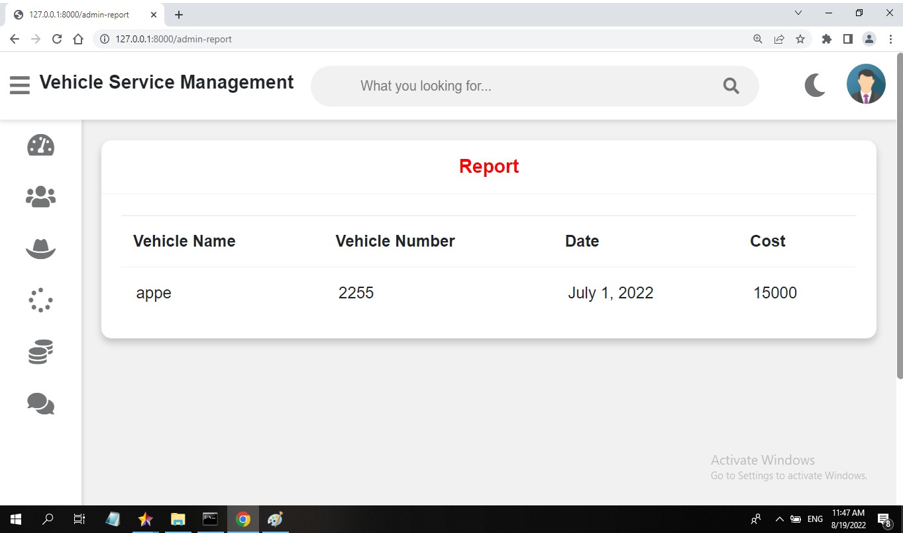 127.0.0.1:8000/admin-report
127.0.0.1:8000/admin-report
Vehicle Service Management
What you looking for...
Report
Vehicle Name Vehicle Number Date Cost
appe 2255 July 1, 2022 15000
Activate Windows
Go to Settings to activate Windows.
ENG
11:47 AM
8/19/2022
8